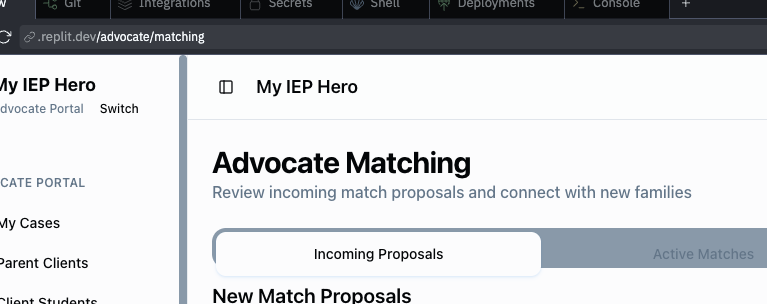 w Git Integrations Secrets Shell Deployments Console +
.replit.dev/advocate/matching
My IEP Hero
My IEP Hero
dvocate Portal Switch
Advocate Matching
Review incoming match proposals and connect with new families
CATE PORTAL
My Cases
Incoming Proposals Active Matches
Parent Clients
New Match Proposals
Client Students